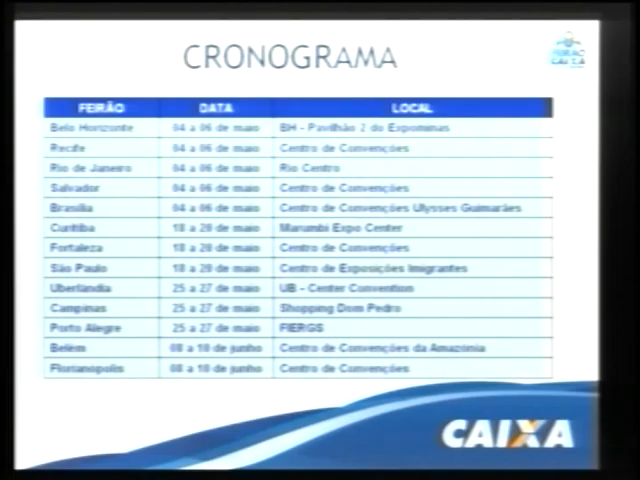 CRONOGRAMA
FEIRÃO CAIXA
FEIRÃO DATA LOCAL
Belo Horizonte 04 a 06 de maio BH - Pavilhão 2 do Expominas
Recife 04 a 06 de maio Centro de Convenções
Rio de Janeiro 04 a 06 de maio Rio Centro
Salvador 04 a 06 de maio Centro de Convenções
Brasília 04 a 06 de maio Centro de Convenções Ulysses Guimarães
Curitiba 18 a 20 de maio Marumbi Expo Center
Fortaleza 18 a 20 de maio Centro de Convenções
São Paulo 18 a 20 de maio Centro de Exposições Imigrantes
Uberlândia 25 a 27 de maio UB - Center Convention
Campinas 25 a 27 de maio Shopping Dom Pedro
Porto Alegre 25 a 27 de maio FIERGS
Belém 08 a 10 de junho Centro de Convenções da Amazônia
Florianópolis 08 a 10 de junho Centro de Convenções
CAIXA